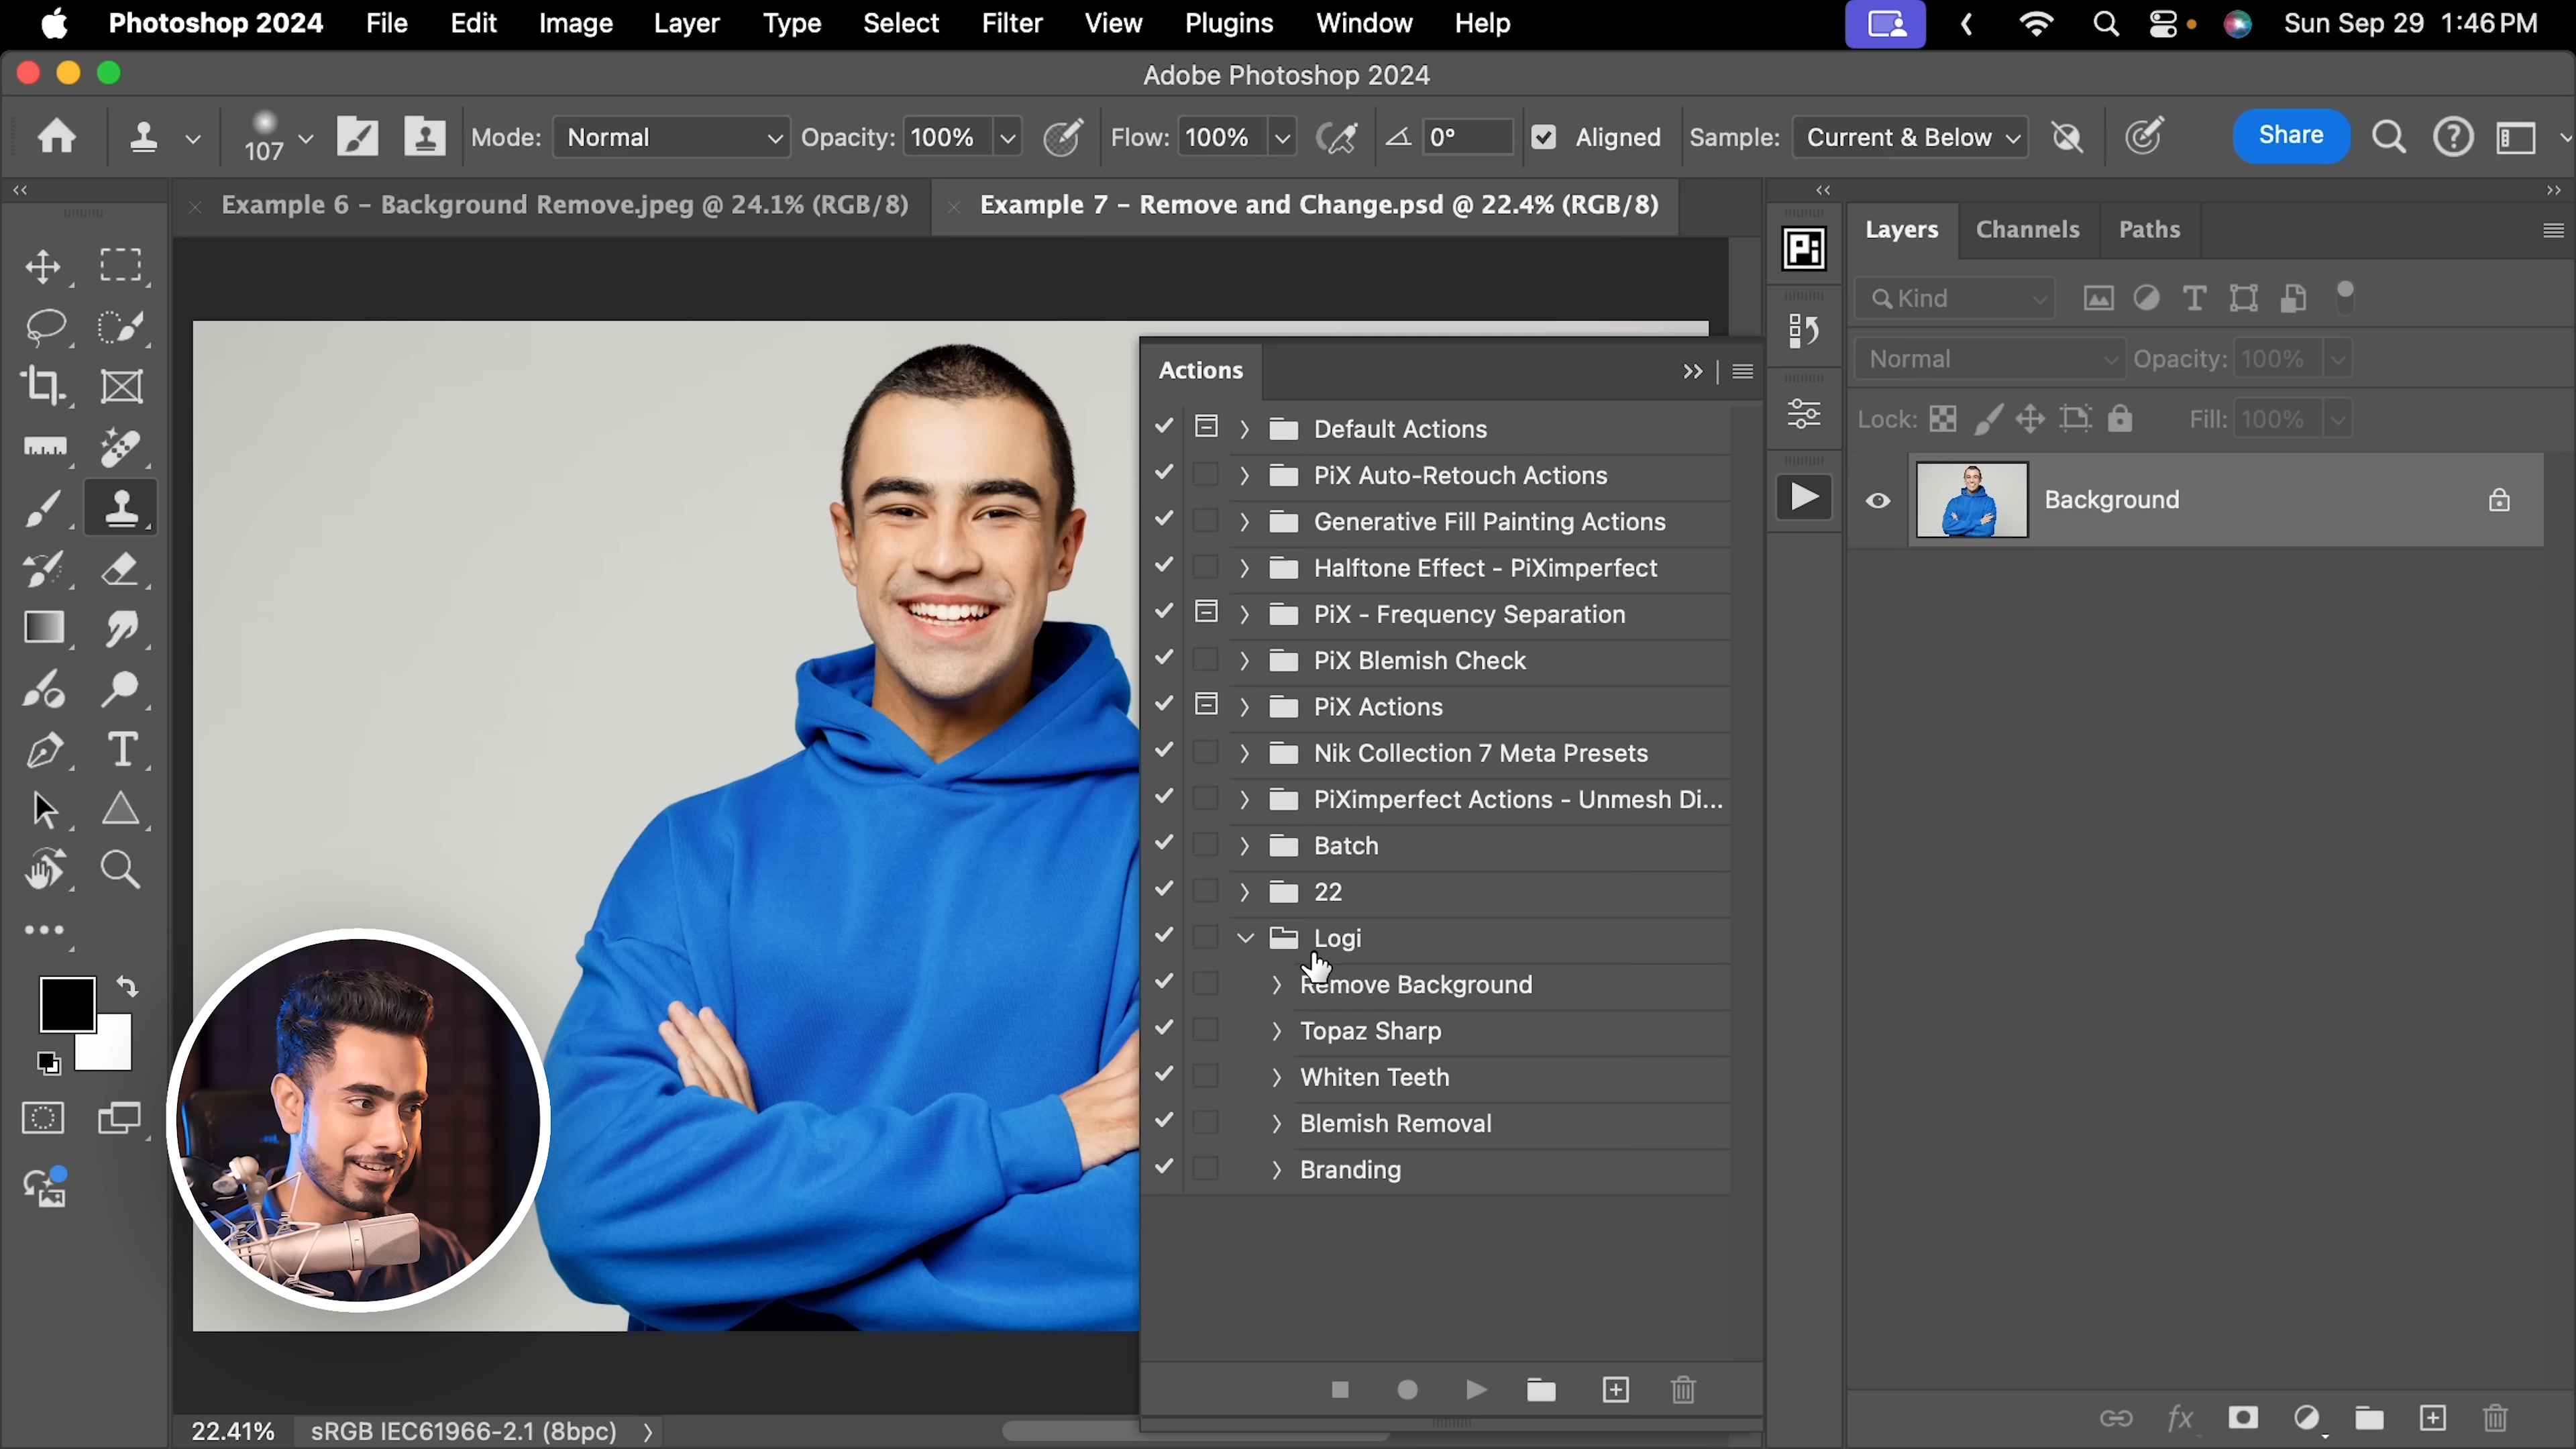 Photoshop 2024 File Edit Image Layer Type Select Filter View Plugins Window Help Sun Sep 29 1:46 PM
Adobe Photoshop 2024
107 Mode: Normal Opacity: 100% Flow: 100% 0° Aligned Sample: Current & Below Share
Example 6 - Background Remove.jpeg @ 24.1% (RGB/8) Example 7 - Remove and Change.psd @ 22.4% (RGB/8)
Pi
Layers Channels Paths
Kind
Normal Opacity: 100%
Lock: Fill: 100%
Background
Actions
Default Actions
PiX Auto-Retouch Actions
Generative Fill Painting Actions
Halftone Effect - PiXimperfect
PiX - Frequency Separation
PiX Blemish Check
PiX Actions
Nik Collection 7 Meta Presets
PiXimperfect Actions - Unmesh Di...
Batch
22
Logi
Remove Background
Topaz Sharp
Whiten Teeth
Blemish Removal
Branding
22.41% sRGB IEC61966-2.1 (8bpc)
fx